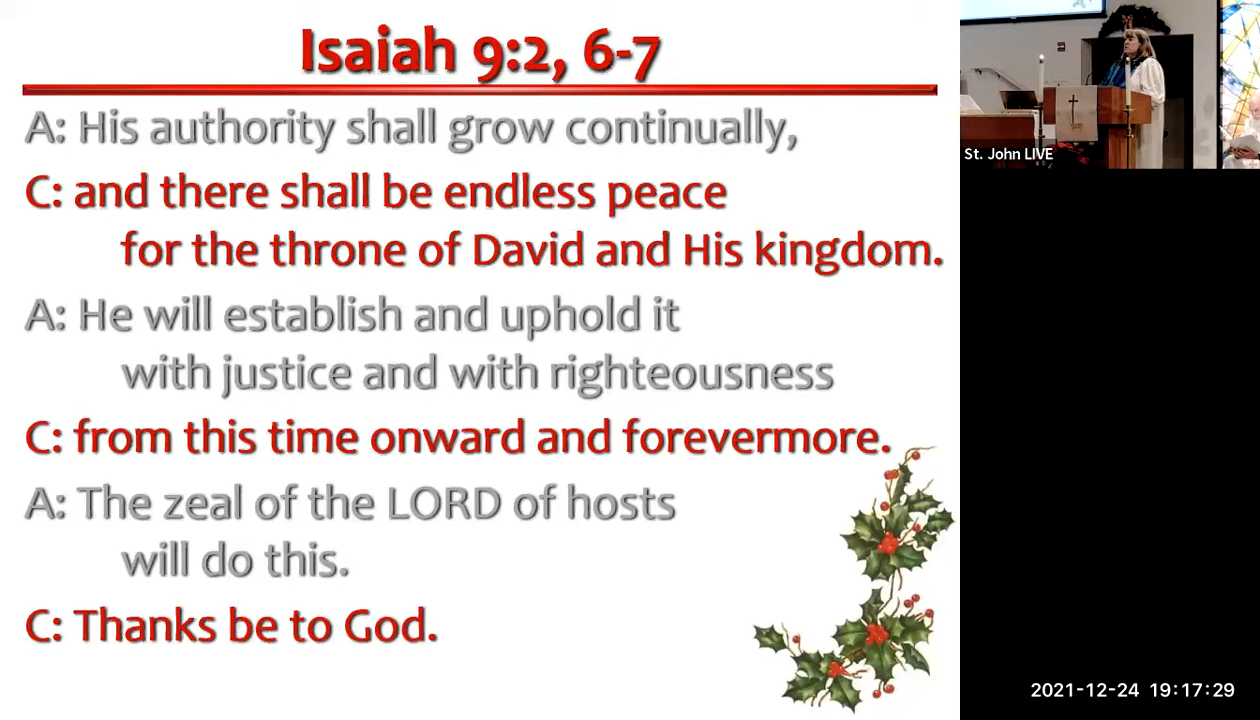 Isaiah 9:2, 6-7
A: His authority shall grow continually,
C: and there shall be endless peace
for the throne of David and His kingdom.
A: He will establish and uphold it
with justice and with righteousness
C: from this time onward and forevermore.
A: The zeal of the LORD of hosts
will do this.
C: Thanks be to God.
St. John LIVE
2021-12-24 19:17:29